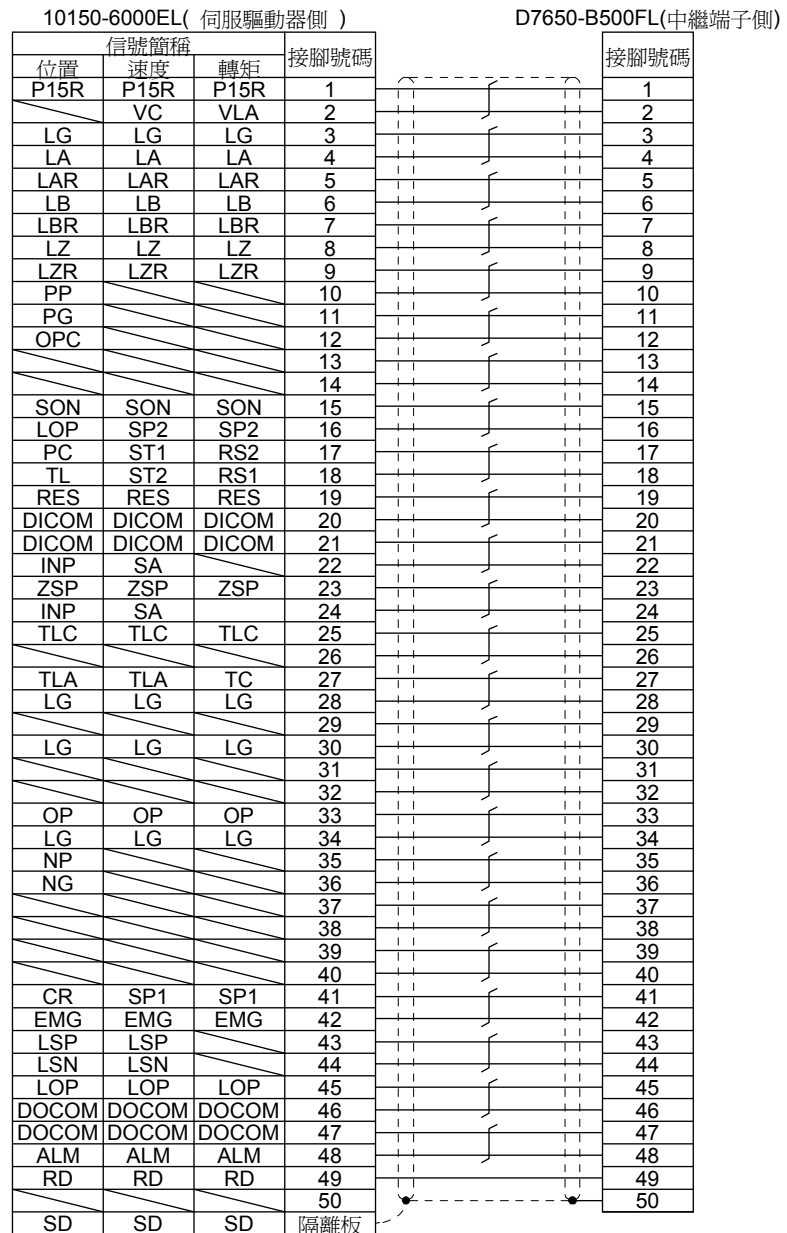 10150-6000EL( 伺服驅動器側 ) D7650-B500FL(中繼端子側)
信號簡稱 接腳號碼 接腳號碼
位置 速度 轉矩
P15R P15R P15R 1 1
VC VLA 2 2
LG LG LG 3 3
LA LA LA 4 4
LAR LAR LAR 5 5
LB LB LB 6 6
LBR LBR LBR 7 7
LZ LZ LZ 8 8
LZR LZR LZR 9 9
PP 10 10
PG 11 11
OPC 12 12
13 13
14 14
SON SON SON 15 15
LOP SP2 SP2 16 16
PC ST1 RS2 17 17
TL ST2 RS1 18 18
RES RES RES 19 19
DICOM DICOM DICOM 20 20
DICOM DICOM DICOM 21 21
INP SA 22 22
ZSP ZSP ZSP 23 23
INP SA 24 24
TLC TLC TLC 25 25
26 26
TLA TLA TC 27 27
LG LG LG 28 28
29 29
LG LG LG 30 30
31 31
32 32
OP OP OP 33 33
LG LG LG 34 34
NP 35 35
NG 36 36
37 37
38 38
39 39
40 40
CR SP1 SP1 41 41
EMG EMG EMG 42 42
LSP LSP 43 43
LSN LSN 44 44
LOP LOP LOP 45 45
DOCOM DOCOM DOCOM 46 46
DOCOM DOCOM DOCOM 47 47
ALM ALM ALM 48 48
RD RD RD 49 49
50 50
SD SD SD 隔離板